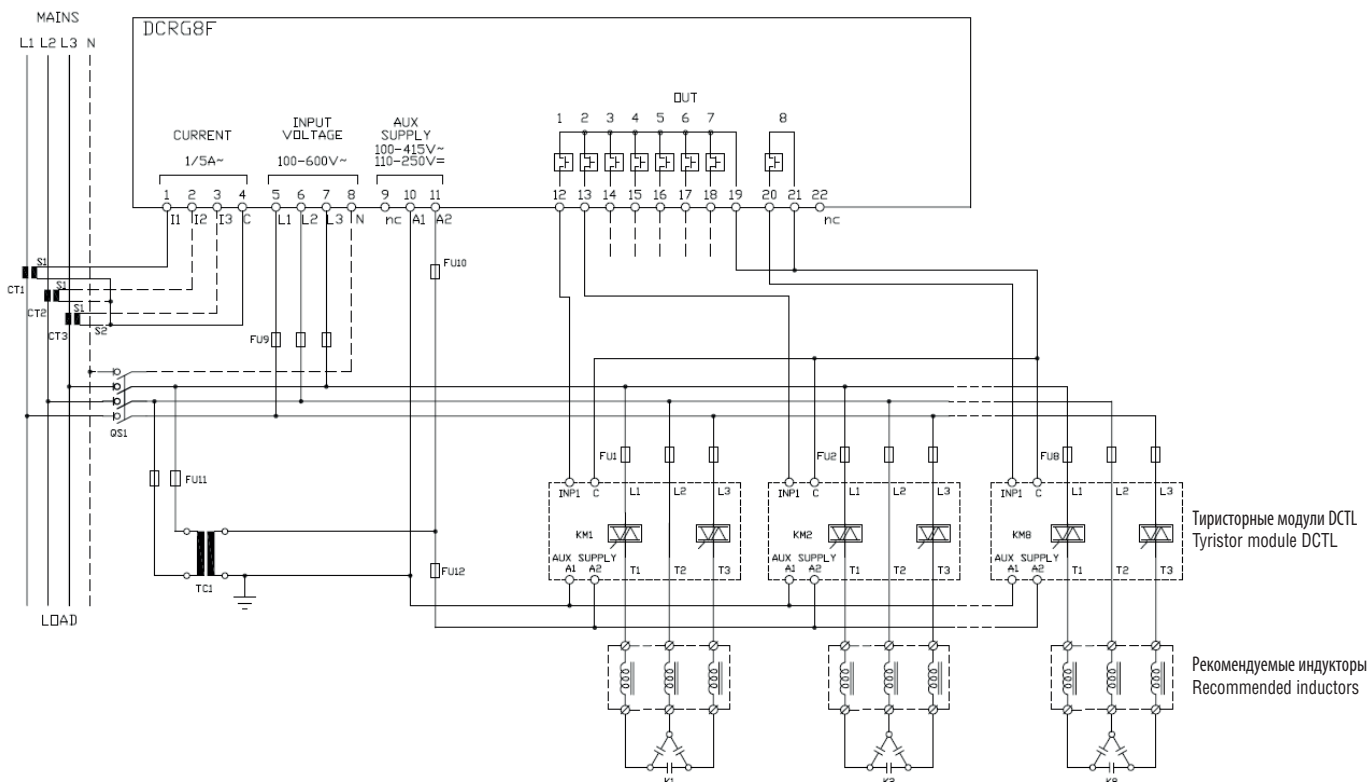 MAINS
L1 L2 L3 N
DCRG8F
OUT
1 2 3 4 5 6 7 8
CURRENT
1/5A~
INPUT
VOLTAGE
100-600V~
AUX
SUPPLY
100-415V~
110-250V=
1 2 3 4 5 6 7 8 9 10 11 12 13 14 15 16 17 18 19 20 21 22
I1 I2 I3 C L1 L2 L3 N nc A1 A2 nc
FU10
S1
CT1
S1
CT2
S1
CT3
S2
FU9
QS1
FU11
FU12
TC1
LOAD
FU1 FU2 FU8
INP1 C L1 L2 L3
KM1
AUX SUPPLY
A1 A2 T1 T2 T3
INP1 C L1 L2 L3
KM2
AUX SUPPLY
A1 A2 T1 T2 T3
INP1 C L1 L2 L3
KM8
AUX SUPPLY
A1 A2 T1 T2 T3
Тиристорные модули DCTL
Tyristor module DCTL
Рекомендуемые индукторы
Recommended inductors
K1